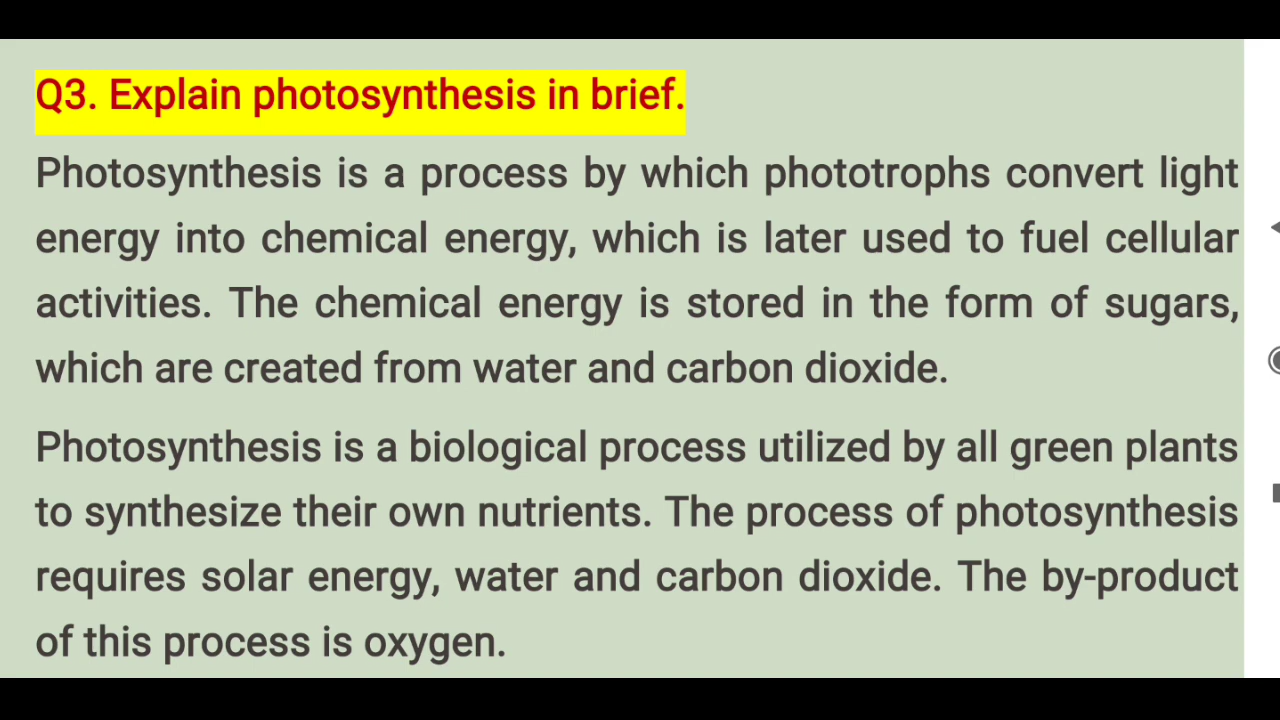 Q3. Explain photosynthesis in brief.
Photosynthesis is a process by which phototrophs convert light
energy into chemical energy, which is later used to fuel cellular
activities. The chemical energy is stored in the form of sugars,
which are created from water and carbon dioxide.
Photosynthesis is a biological process utilized by all green plants
to synthesize their own nutrients. The process of photosynthesis
requires solar energy, water and carbon dioxide. The by-product
of this process is oxygen.